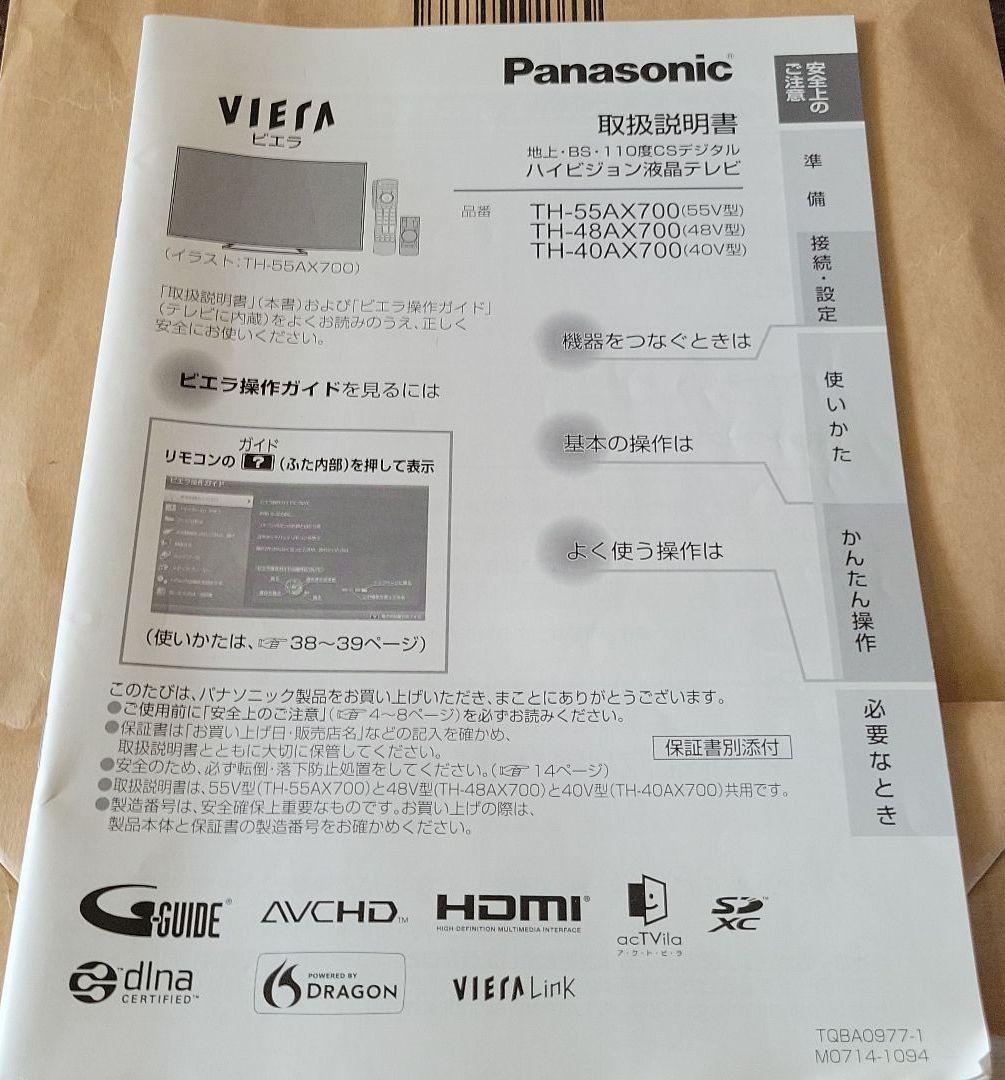 Panasonic®
VIERA
ビエラ
取扱説明書
地上・BS・110度CSデジタル
ハイビジョン液晶テレビ
品番
TH-55AX700(55V型)
TH-48AX700(48V型)
TH-40AX700(40V型)
(イラスト:TH-55AX700)
「取扱説明書」(本書)および「ビエラ操作ガイド」
(テレビに内蔵)をよくお読みのうえ、正しく
安全にお使いください。
ビエラ操作ガイドを見るには
ガイド
リモコンの ? (ふた内部)を押して表示
ビエラ操作ガイド
(使いかたは、☞38〜39ページ)
機器をつなぐときは
基本の操作は
よく使う操作は
安全上の
ご注意
準備
接続・設定
使いかた
かんたん操作
必要なとき
このたびは、パナソニック製品をお買い上げいただき、まことにありがとうございます。
●ご使用前に「安全上のご注意」(☞4〜8ページ)を必ずお読みください。
●保証書は「お買い上げ日・販売店名」などの記入を確かめ、
取扱説明書とともに大切に保管してください。
保証書別添付
●安全のため、必ず転倒・落下防止処置をしてください。(☞14ページ)
●取扱説明書は、55V型(TH-55AX700)と48V型(TH-48AX700)と40V型(TH-40AX700)共用です。
●製造番号は、安全確保上重要なものです。お買い上げの際は、
製品本体と保証書の製造番号をお確かめください。
G-GUIDE®
AVCHD™
HDMI®
HIGH-DEFINITION MULTIMEDIA INTERFACE
acTVila
ア・ク・ト・ビ・ラ
SD XC™
dlna™
CERTIFIED™
POWERED BY
DRAGON
VIERA Link
TQBA0977-1
M0714-1094